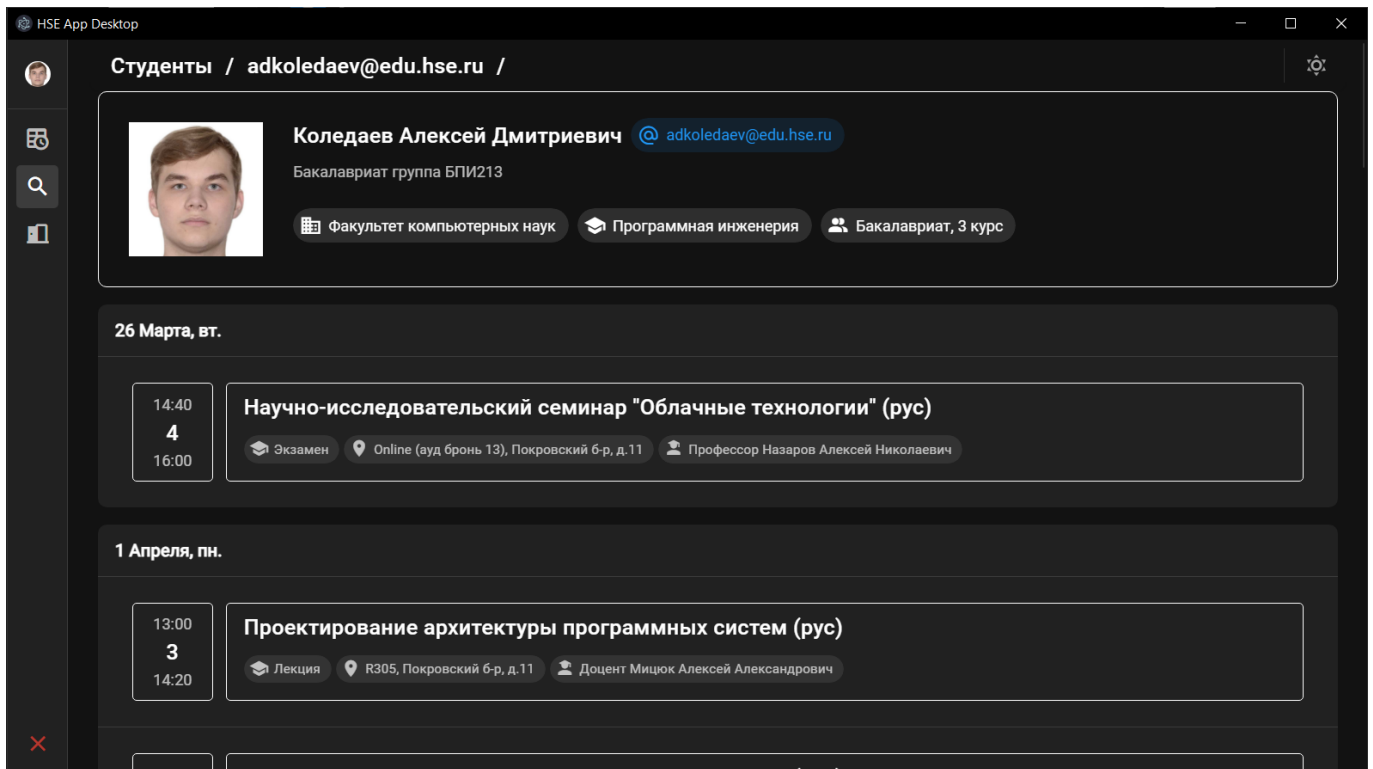 HSE App Desktop
Студенты / adkoledaev@edu.hse.ru /
Коледаев Алексей Дмитриевич adkoledaev@edu.hse.ru
Бакалавриат группа БПИ213
Факультет компьютерных наук Программная инженерия Бакалавриат, 3 курс
26 Марта, вт.
14:40
4
16:00
Научно-исследовательский семинар "Облачные технологии" (рус)
Экзамен Online (ауд бронь 13), Покровский б-р, д.11 Профессор Назаров Алексей Николаевич
1 Апреля, пн.
13:00
3
14:20
Проектирование архитектуры программных систем (рус)
Лекция R305, Покровский б-р, д.11 Доцент Мицюк Алексей Александрович